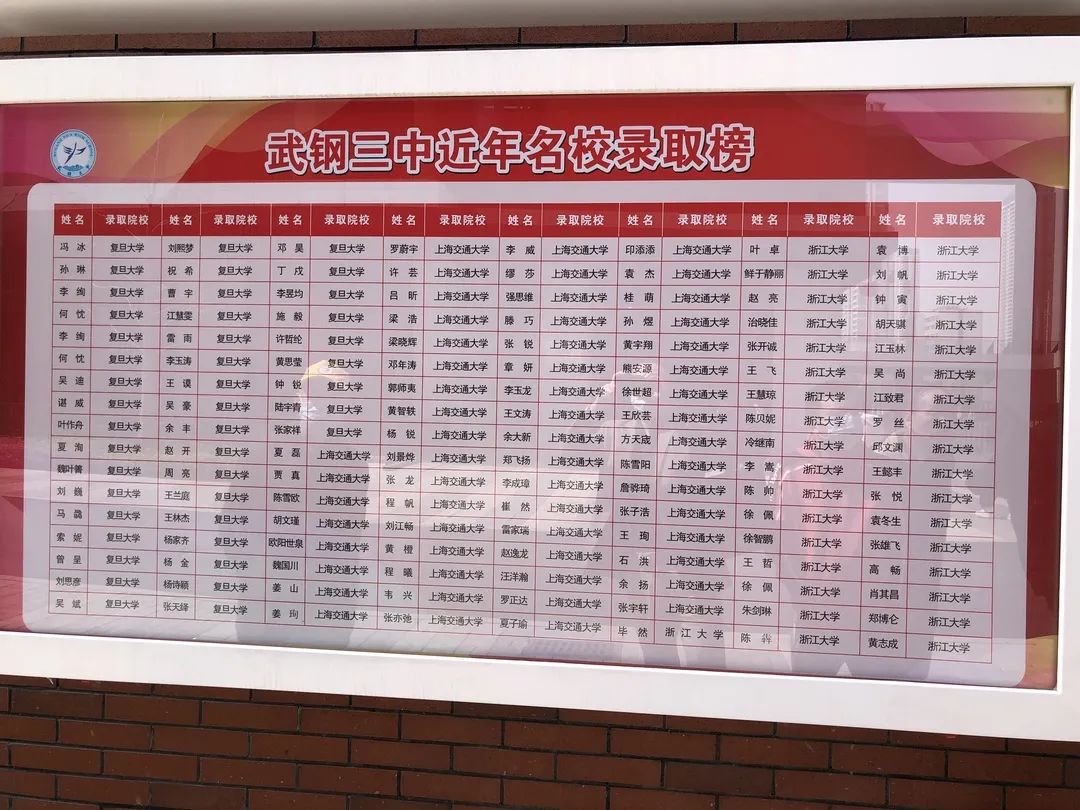 武钢三中近年名校录取榜
姓名 录取院校 姓名 录取院校 姓名 录取院校 姓名 录取院校 姓名 录取院校 姓名 录取院校 姓名 录取院校 姓名 录取院校
冯冰 复旦大学 刘熙梦 复旦大学 邓昊 复旦大学 罗蔚宇 上海交通大学 李威 上海交通大学 印添添 上海交通大学 叶卓 浙江大学 袁博 浙江大学
孙琳 复旦大学 祝希 复旦大学 丁戍 复旦大学 许芸 上海交通大学 缪莎 上海交通大学 袁杰 上海交通大学 鲜于静丽 浙江大学 刘帆 浙江大学
李绚 复旦大学 曹宇 复旦大学 李昱均 复旦大学 吕昕 上海交通大学 强思维 上海交通大学 桂萌 上海交通大学 赵亮 浙江大学 钟寅 浙江大学
何忱 复旦大学 江慧雯 复旦大学 施毅 复旦大学 梁浩 上海交通大学 滕巧 上海交通大学 孙煜 上海交通大学 冶晓佳 浙江大学 胡天骐 浙江大学
李绚 复旦大学 雷雨 复旦大学 许哲纶 复旦大学 梁晓辉 上海交通大学 张锐 上海交通大学 黄宇翔 上海交通大学 张开诚 浙江大学 江玉林 浙江大学
何忱 复旦大学 李玉涛 复旦大学 黄思莹 复旦大学 邓年涛 上海交通大学 章妍 上海交通大学 熊安源 上海交通大学 王飞 浙江大学 吴尚 浙江大学
吴迪 复旦大学 王谟 复旦大学 钟锐 复旦大学 郭师夷 上海交通大学 李玉龙 上海交通大学 徐世超 上海交通大学 王慧琼 浙江大学 江致君 浙江大学
谌威 复旦大学 吴豪 复旦大学 陆宇青 复旦大学 黄智轶 上海交通大学 王文涛 上海交通大学 王欣芸 上海交通大学 陈贝妮 浙江大学 罗丝 浙江大学
叶作舟 复旦大学 余丰 复旦大学 张家祥 复旦大学 杨锐 上海交通大学 余大新 上海交通大学 方天宬 上海交通大学 冷继南 浙江大学 邱文渊 浙江大学
夏洵 复旦大学 赵开 复旦大学 夏磊 上海交通大学 刘景烨 上海交通大学 郑飞扬 上海交通大学 陈雪阳 上海交通大学 李嵩 浙江大学 王懿丰 浙江大学
魏叶菁 复旦大学 周亮 复旦大学 贾真 上海交通大学 张龙 上海交通大学 李成璋 上海交通大学 詹骅琦 上海交通大学 陈帅 浙江大学 张悦 浙江大学
刘巍 复旦大学 王兰庭 复旦大学 陈雪欧 上海交通大学 程帆 上海交通大学 崔然 上海交通大学 张子浩 上海交通大学 徐佩 浙江大学 袁冬生 浙江大学
马骉 复旦大学 王林杰 复旦大学 胡文瑾 上海交通大学 刘江畅 上海交通大学 雷家瑞 上海交通大学 王珣 上海交通大学 徐智鹏 浙江大学 张雄飞 浙江大学
索妮 复旦大学 杨家齐 复旦大学 欧阳世泉 上海交通大学 黄橙 上海交通大学 赵逸龙 上海交通大学 石洪 上海交通大学 王哲 浙江大学 高畅 浙江大学
曾呈 复旦大学 杨金 复旦大学 魏国川 上海交通大学 程曦 上海交通大学 汪洋瀚 上海交通大学 余扬 上海交通大学 徐佩 浙江大学 肖其昌 浙江大学
刘思彦 复旦大学 杨诗颖 复旦大学 姜山 上海交通大学 韦兴 上海交通大学 罗正达 上海交通大学 张宇轩 上海交通大学 朱剑琳 浙江大学 郑博仑 浙江大学
吴斌 复旦大学 张天绎 复旦大学 姜珣 上海交通大学 张亦弛 上海交通大学 夏子瑜 上海交通大学 毕然 浙江大学 陈犇 浙江大学 黄志成 浙江大学